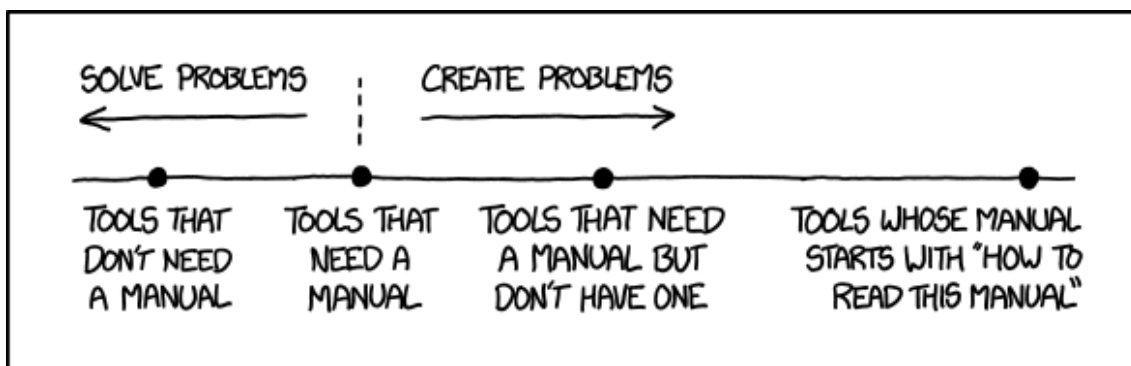 SOLVE PROBLEMS
CREATE PROBLEMS
TOOLS THAT
DON'T NEED
A MANUAL
TOOLS THAT
NEED A
MANUAL
TOOLS THAT NEED
A MANUAL BUT
DON'T HAVE ONE
TOOLS WHOSE MANUAL
STARTS WITH "HOW TO
READ THIS MANUAL"